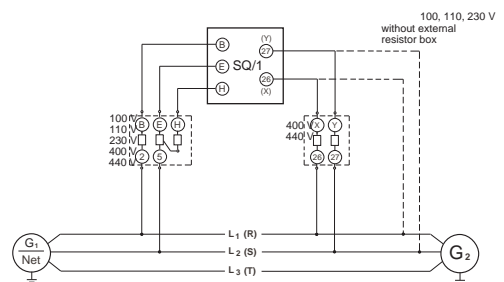 100, 110, 230 V
without external
resistor box
(Y)
B
27
E
SQ/1
26
H
(X)
100 V
B
E
H
110 V
230 V
400 V
440 V
2
5
400 V
X
Y
440 V
26
27
L1 (R)
G1
Net
L2 (S)
G2
L3 (T)